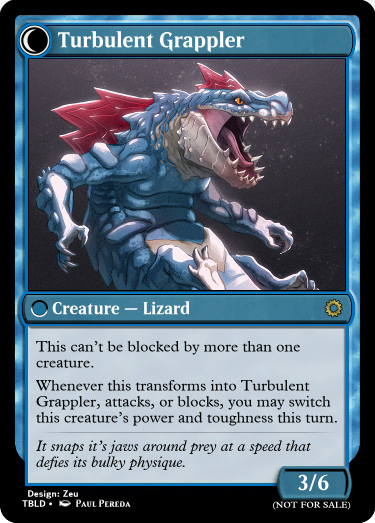 Turbulent Grappler
Creature — Lizard
This can't be blocked by more than one
creature.
Whenever this transforms into Turbulent
Grappler, attacks, or blocks, you may switch
this creature's power and toughness this turn.
It snaps it's jaws around prey at a speed that
defies its bulky physique.
3/6
Design: Zeu
TBLD • Paul Pereda
(NOT FOR SALE)